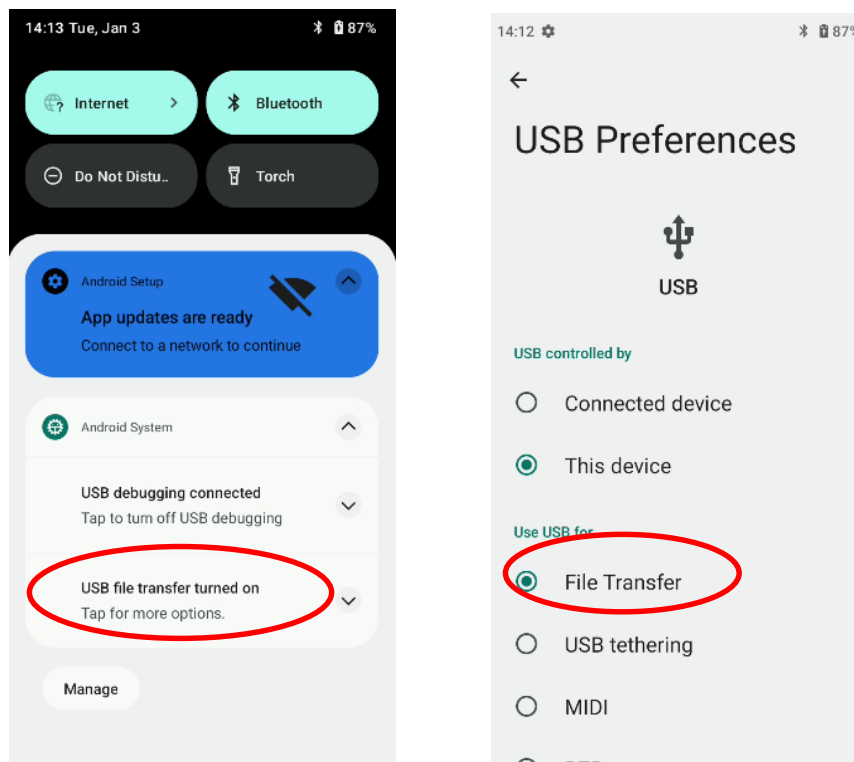 14:13 Tue, Jan 3
87%
Internet
Bluetooth
Do Not Distu..
Torch
Android Setup
App updates are ready
Connect to a network to continue
Android System
USB debugging connected
Tap to turn off USB debugging
USB file transfer turned on
Tap for more options.
Manage
14:12
87%
USB Preferences
USB
USB controlled by
Connected device
This device
Use USB for
File Transfer
USB tethering
MIDI